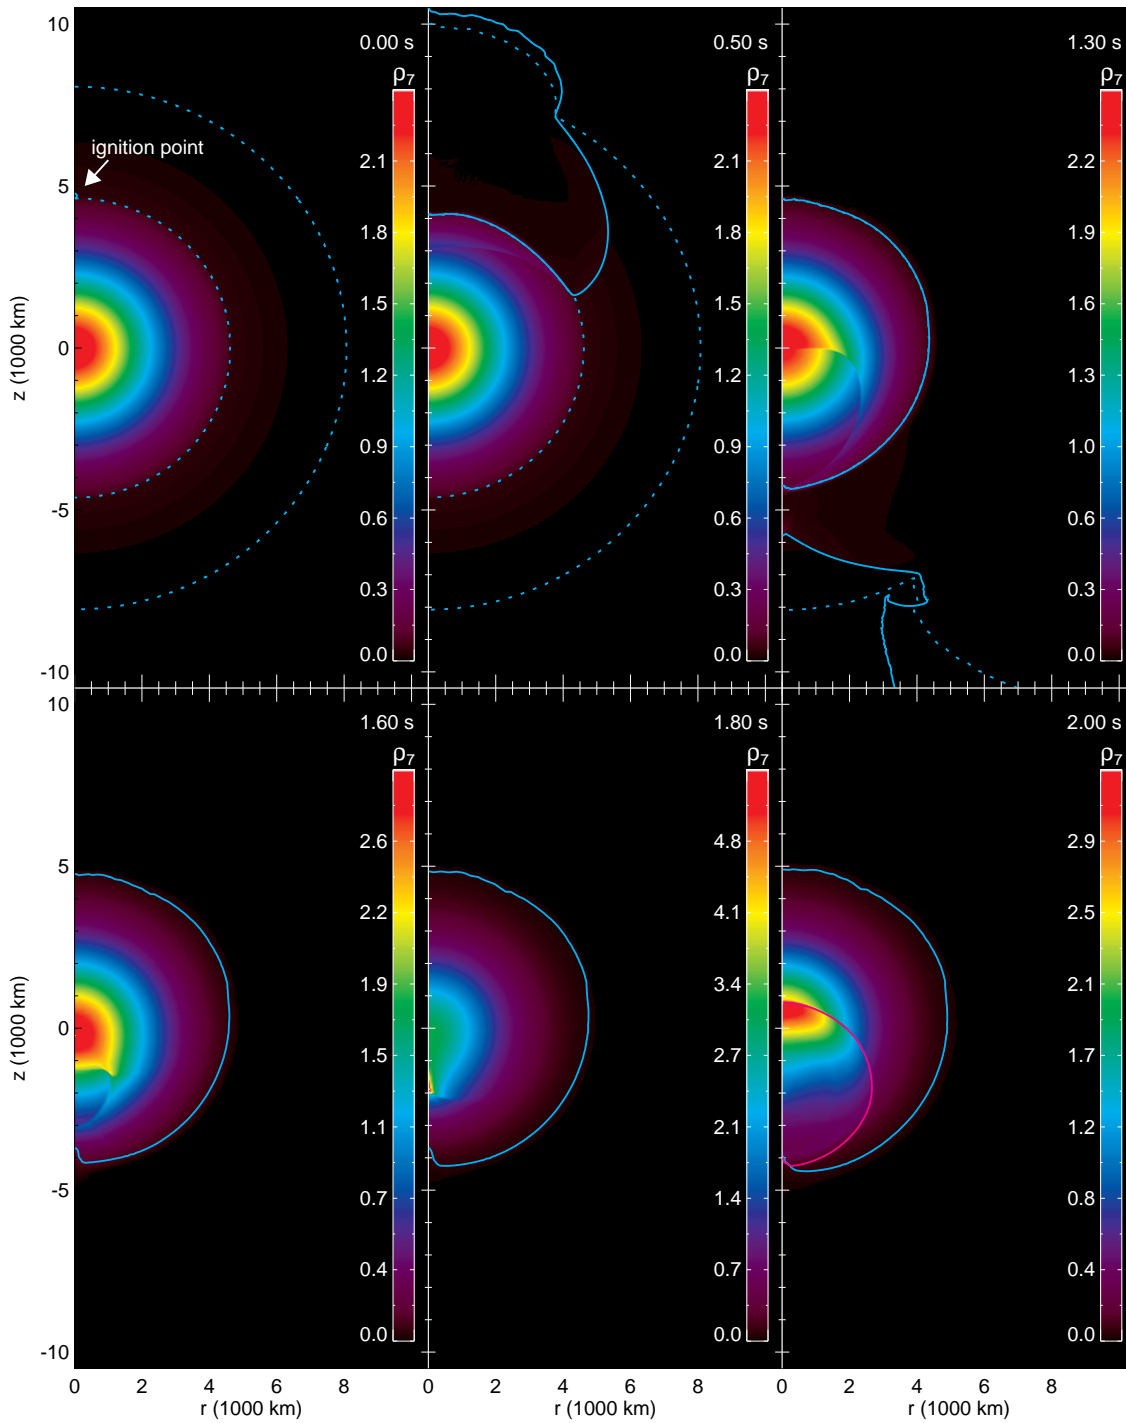 10
5
0
-5
-10
z (1000 km)
ignition point
0.00 s
ρ7
2.1
1.8
1.5
1.2
0.9
0.6
0.3
0.0
0.50 s
ρ7
2.1
1.8
1.5
1.2
0.9
0.6
0.3
0.0
1.30 s
ρ7
2.2
1.9
1.6
1.3
1.0
0.6
0.3
0.0
10
5
0
-5
-10
z (1000 km)
1.60 s
ρ7
2.6
2.2
1.9
1.5
1.1
0.7
0.4
0.0
1.80 s
ρ7
4.8
4.1
3.4
2.7
2.1
1.4
0.7
0.0
2.00 s
ρ7
2.9
2.5
2.1
1.7
1.2
0.8
0.4
0.0
0 2 4 6 8
0 2 4 6 8
0 2 4 6 8
r (1000 km)
r (1000 km)
r (1000 km)